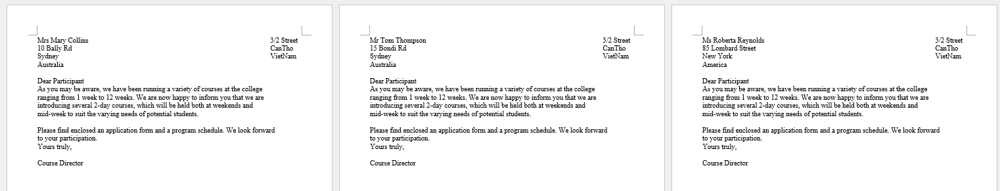 Mrs Mary Collins 3/2 Street
10 Bally Rd CanTho
Sydney VietNam
Australia
Dear Participant
As you may be aware, we have been running a variety of courses at the college
ranging from 1 week to 12 weeks. We are now happy to inform you that we are
introducing several 2-day courses, which will be held both at weekends and
mid-week to suit the varying needs of potential students.
Please find enclosed an application form and a program schedule. We look forward
to your participation.
Yours truly,
Course Director
Mr Tom Thompson 3/2 Street
15 Bondi Rd CanTho
Sydney VietNam
Australia
Dear Participant
As you may be aware, we have been running a variety of courses at the college
ranging from 1 week to 12 weeks. We are now happy to inform you that we are
introducing several 2-day courses, which will be held both at weekends and
mid-week to suit the varying needs of potential students.
Please find enclosed an application form and a program schedule. We look forward
to your participation.
Yours truly,
Course Director
Ms Roberta Reynolds 3/2 Street
85 Lombard Street CanTho
New York VietNam
America
Dear Participant
As you may be aware, we have been running a variety of courses at the college
ranging from 1 week to 12 weeks. We are now happy to inform you that we are
introducing several 2-day courses, which will be held both at weekends and
mid-week to suit the varying needs of potential students.
Please find enclosed an application form and a program schedule. We look forward
to your participation.
Yours truly,
Course Director